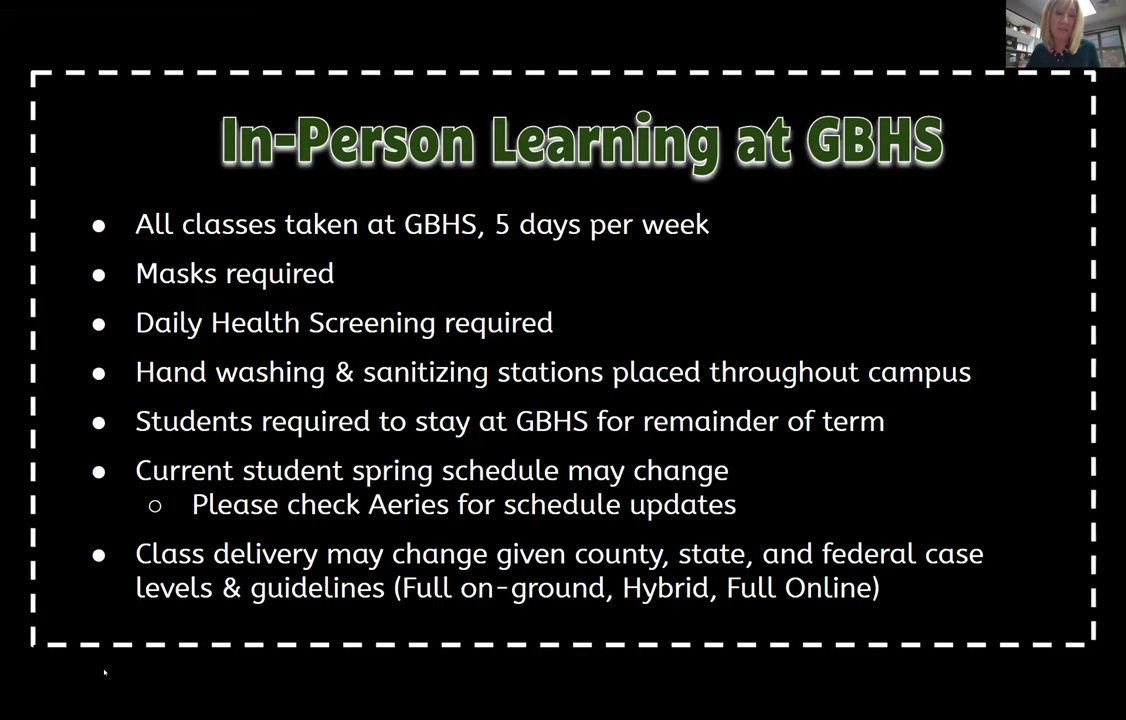 In-Person Learning at GBHS
● All classes taken at GBHS, 5 days per week
● Masks required
● Daily Health Screening required
● Hand washing & sanitizing stations placed throughout campus
● Students required to stay at GBHS for remainder of term
● Current student spring schedule may change
○ Please check Aeries for schedule updates
● Class delivery may change given county, state, and federal case
levels & guidelines (Full on-ground, Hybrid, Full Online)